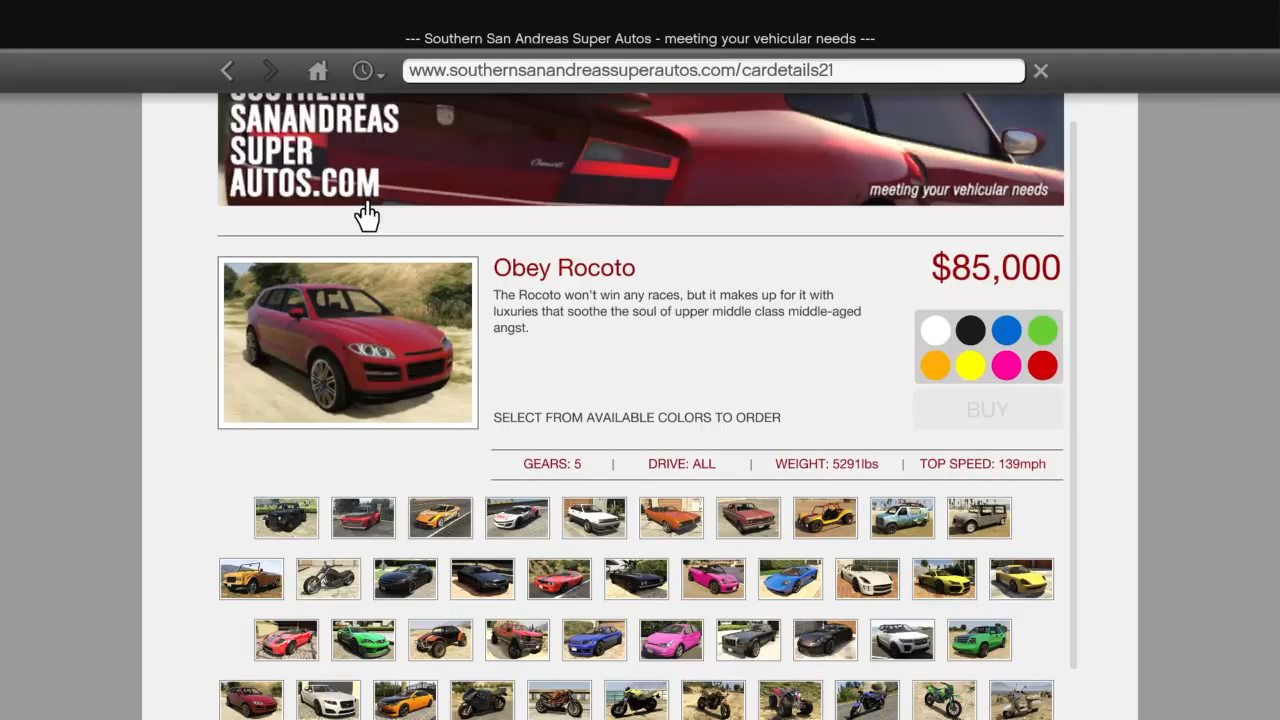 --- Southern San Andreas Super Autos - meeting your vehicular needs ---
www.southernsanandreassuperautos.com/cardetails21
SOUTHERN
SANANDREAS
SUPER
AUTOS.COM
meeting your vehicular needs
Obey Rocoto
$85,000
The Rocoto won't win any races, but it makes up for it with
luxuries that soothe the soul of upper middle class middle-aged
angst.
SELECT FROM AVAILABLE COLORS TO ORDER
BUY
GEARS: 5 | DRIVE: ALL | WEIGHT: 5291lbs | TOP SPEED: 139mph